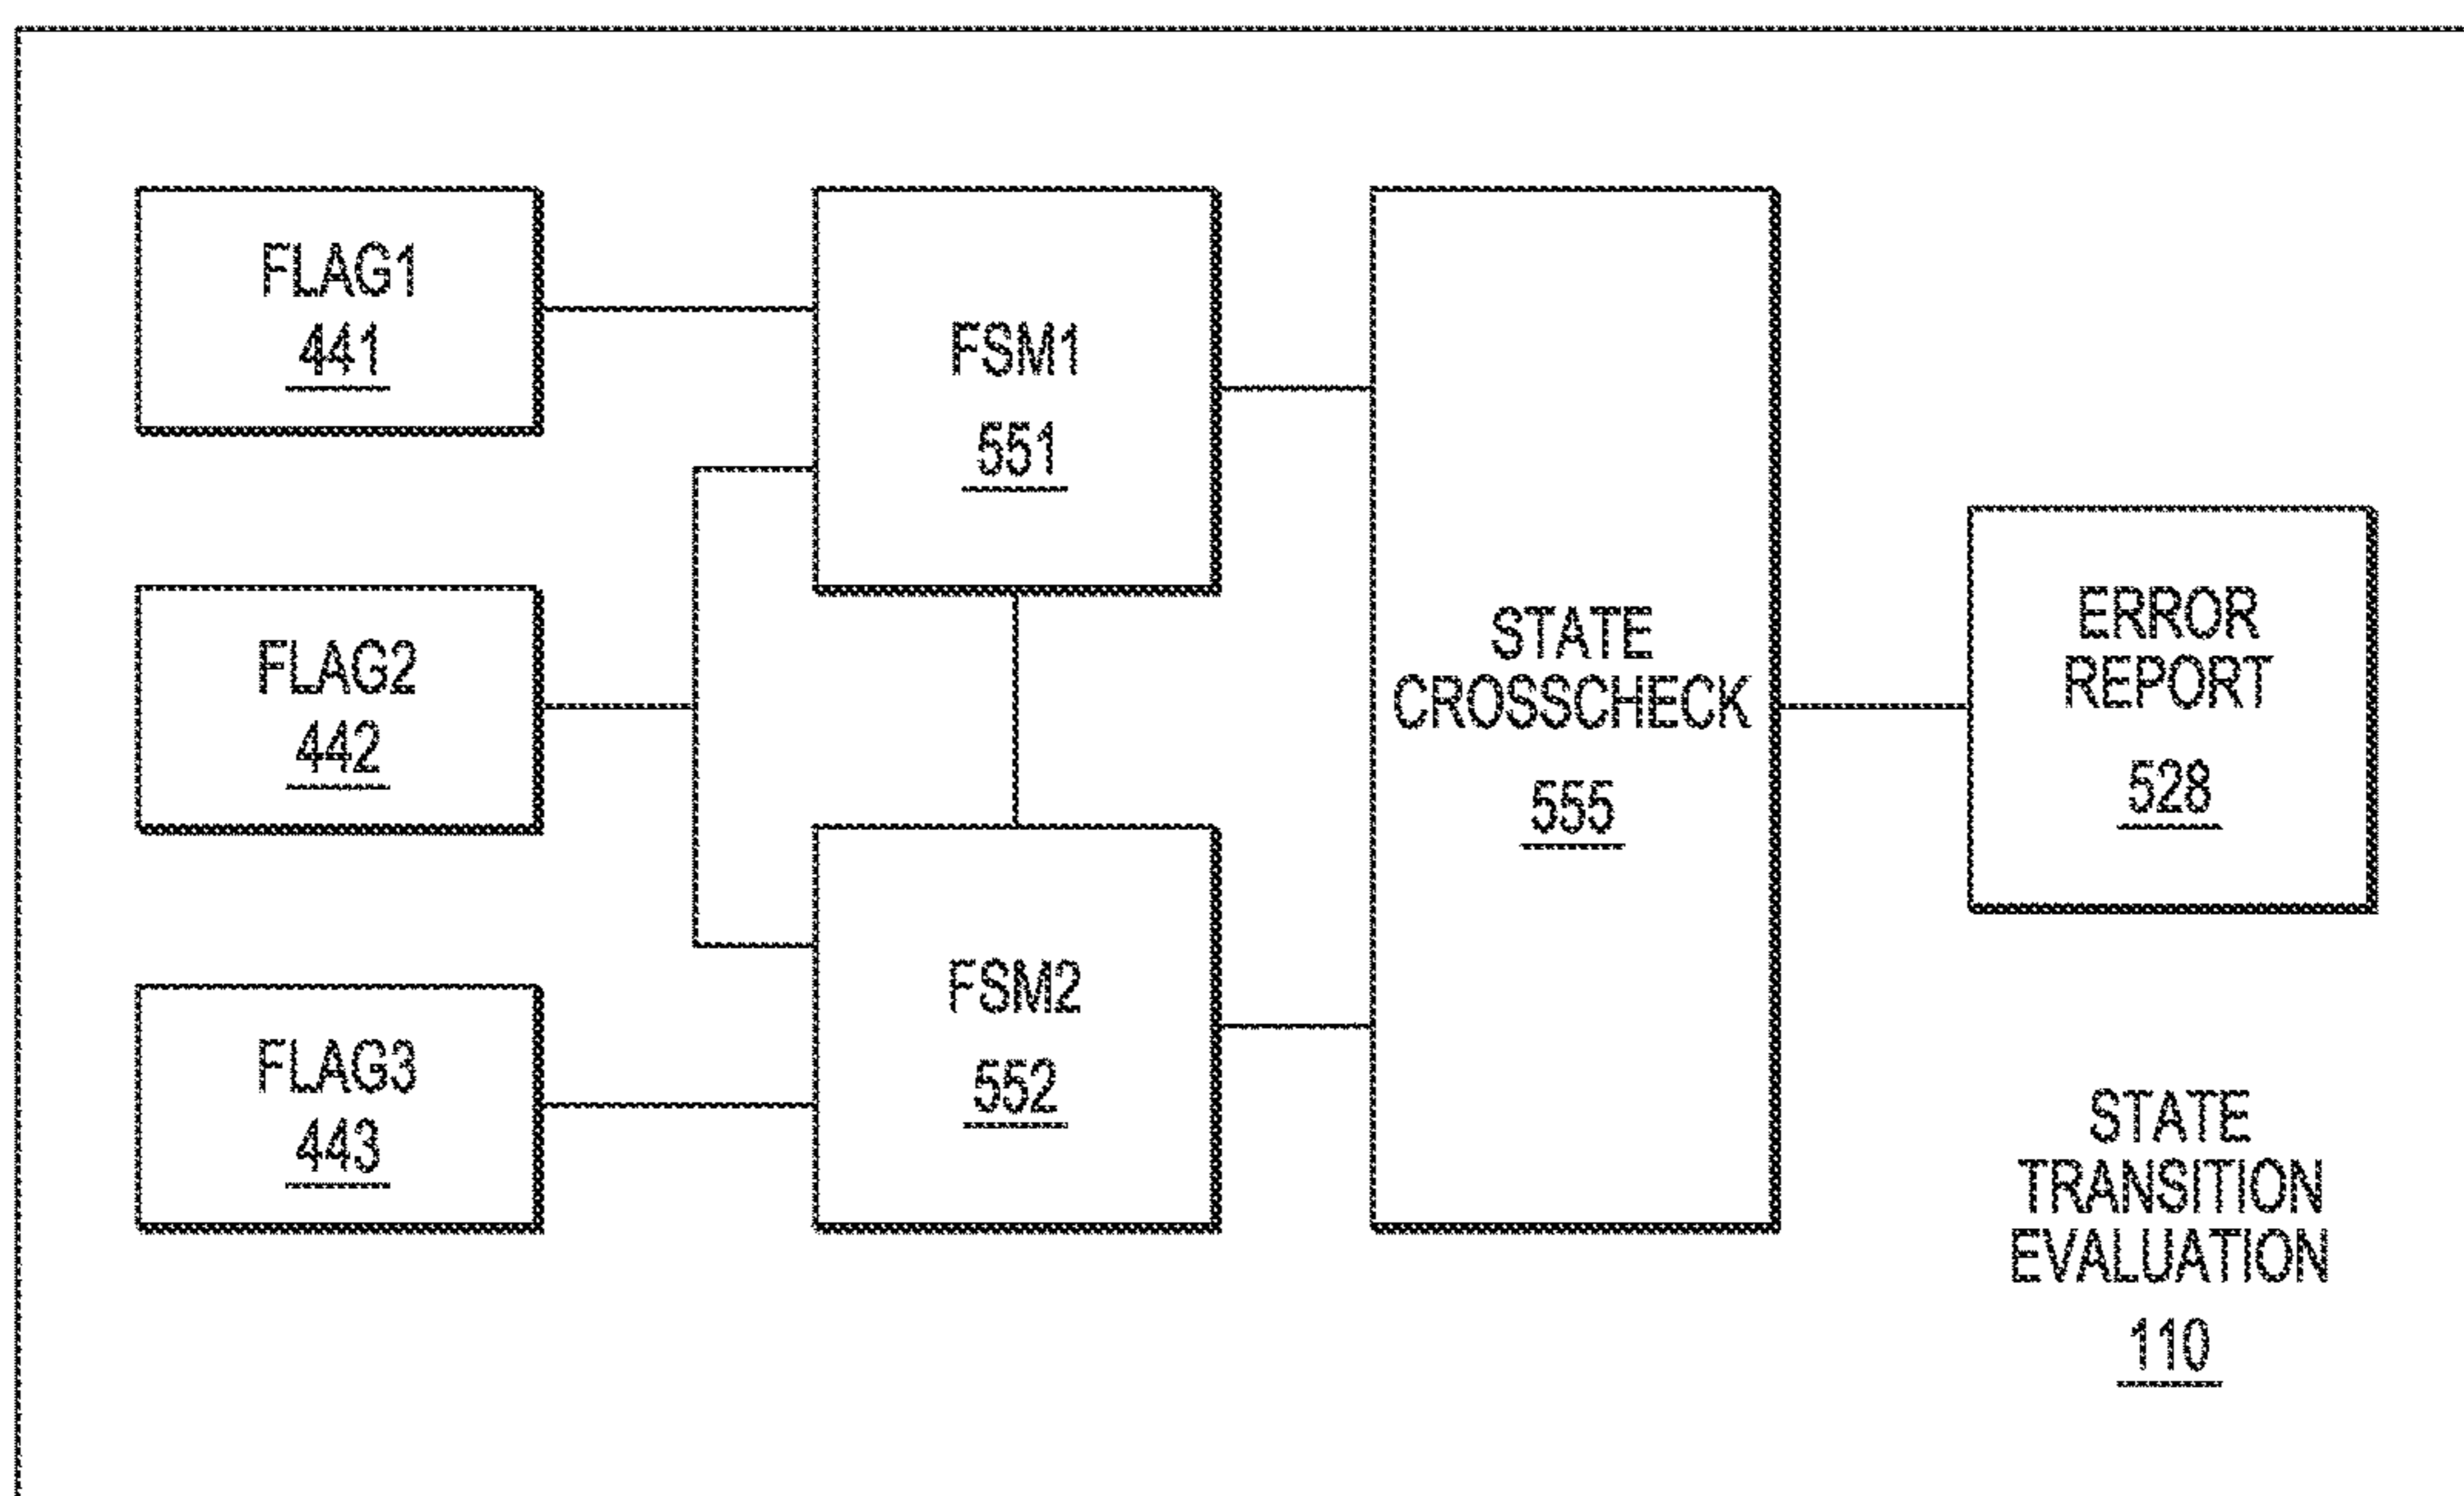 FLAG1
441
FLAG2
442
FLAG3
443
FSM1
551
FSM2
552
STATE
CROSSCHECK
555
ERROR
REPORT
528
STATE
TRANSITION
EVALUATION
110